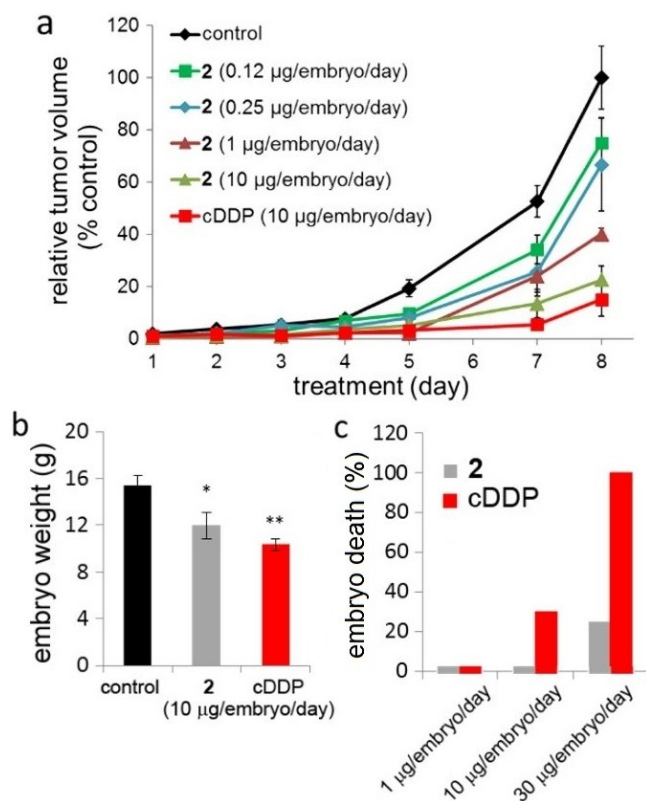 a
120
100
80
60
40
20
0
relative tumor volume
(% control)
control
2 (0.12 µg/embryo/day)
2 (0.25 µg/embryo/day)
2 (1 µg/embryo/day)
2 (10 µg/embryo/day)
cDDP (10 µg/embryo/day)
1 2 3 4 5 7 8
treatment (day)
b
20
16
12
8
4
0
embryo weight (g)
*
**
control 2 cDDP
(10 µg/embryo/day)
c
120
100
80
60
40
20
0
embryo death (%)
2
cDDP
1 µg/embryo/day
10 µg/embryo/day
30 µg/embryo/day